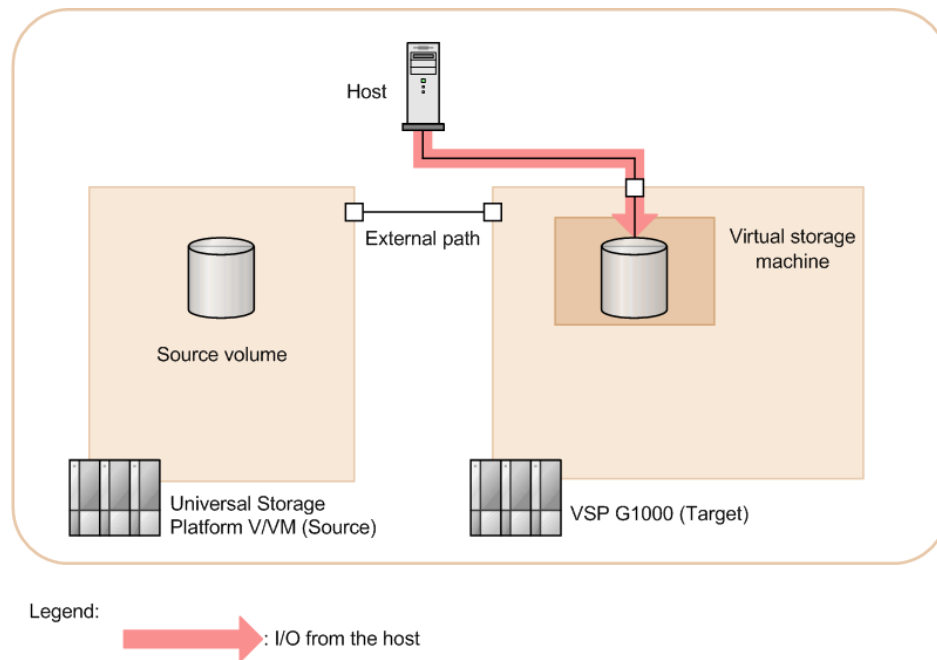 Host
External path
Virtual storage
machine
Source volume
Universal Storage
Platform V/VM (Source)
VSP G1000 (Target)
Legend:
: I/O from the host